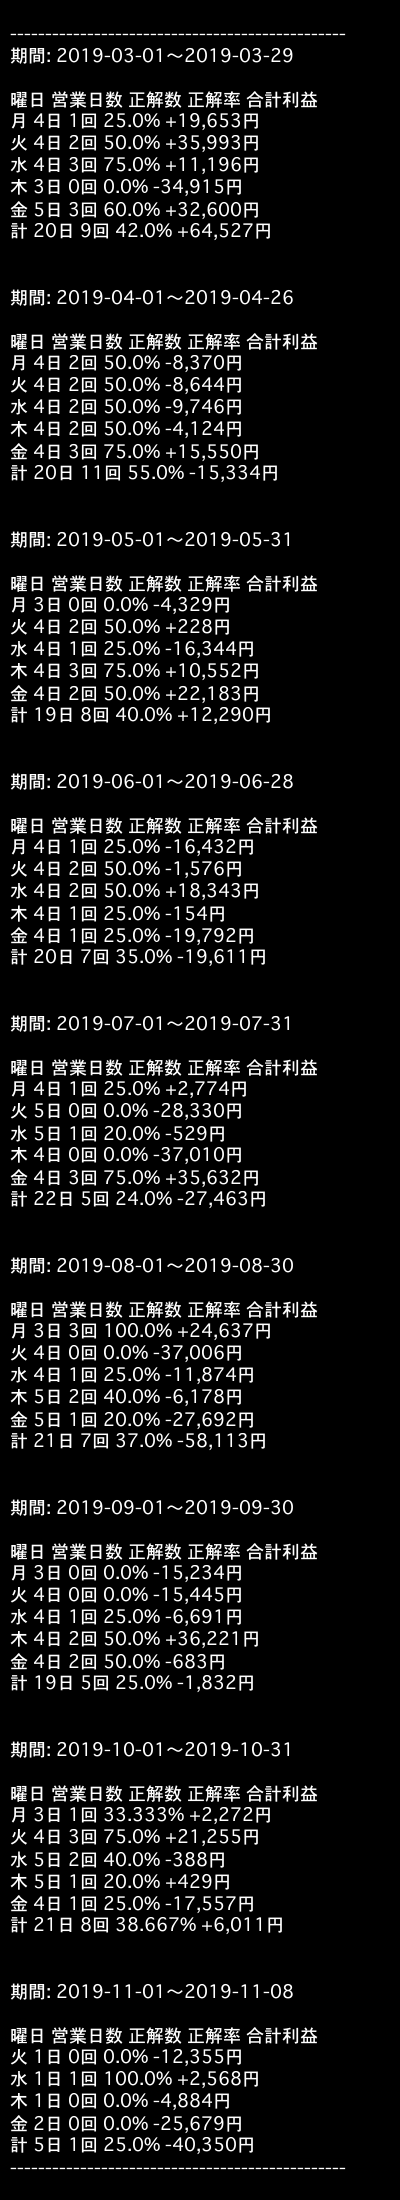 ------------------------------------------------
期間: 2019-03-01〜2019-03-29
曜日 営業日数 正解数 正解率 合計利益
月 4日 1回 25.0% +19,653円
火 4日 2回 50.0% +35,993円
水 4日 3回 75.0% +11,196円
木 3日 0回 0.0% -34,915円
金 5日 3回 60.0% +32,600円
計 20日 9回 42.0% +64,527円
期間: 2019-04-01〜2019-04-26
曜日 営業日数 正解数 正解率 合計利益
月 4日 2回 50.0% -8,370円
火 4日 2回 50.0% -8,644円
水 4日 2回 50.0% -9,746円
木 4日 2回 50.0% -4,124円
金 4日 3回 75.0% +15,550円
計 20日 11回 55.0% -15,334円
期間: 2019-05-01〜2019-05-31
曜日 営業日数 正解数 正解率 合計利益
月 3日 0回 0.0% -4,329円
火 4日 2回 50.0% +228円
水 4日 1回 25.0% -16,344円
木 4日 3回 75.0% +10,552円
金 4日 2回 50.0% +22,183円
計 19日 8回 40.0% +12,290円
期間: 2019-06-01〜2019-06-28
曜日 営業日数 正解数 正解率 合計利益
月 4日 1回 25.0% -16,432円
火 4日 2回 50.0% -1,576円
水 4日 2回 50.0% +18,343円
木 4日 1回 25.0% -154円
金 4日 1回 25.0% -19,792円
計 20日 7回 35.0% -19,611円
期間: 2019-07-01〜2019-07-31
曜日 営業日数 正解数 正解率 合計利益
月 4日 1回 25.0% +2,774円
火 5日 0回 0.0% -28,330円
水 5日 1回 20.0% -529円
木 4日 0回 0.0% -37,010円
金 4日 3回 75.0% +35,632円
計 22日 5回 24.0% -27,463円
期間: 2019-08-01〜2019-08-30
曜日 営業日数 正解数 正解率 合計利益
月 3日 3回 100.0% +24,637円
火 4日 0回 0.0% -37,006円
水 4日 1回 25.0% -11,874円
木 5日 2回 40.0% -6,178円
金 5日 1回 20.0% -27,692円
計 21日 7回 37.0% -58,113円
期間: 2019-09-01〜2019-09-30
曜日 営業日数 正解数 正解率 合計利益
月 3日 0回 0.0% -15,234円
火 4日 0回 0.0% -15,445円
水 4日 1回 25.0% -6,691円
木 4日 2回 50.0% +36,221円
金 4日 2回 50.0% -683円
計 19日 5回 25.0% -1,832円
期間: 2019-10-01〜2019-10-31
曜日 営業日数 正解数 正解率 合計利益
月 3日 1回 33.333% +2,272円
火 4日 3回 75.0% +21,255円
水 5日 2回 40.0% -388円
木 5日 1回 20.0% +429円
金 4日 1回 25.0% -17,557円
計 21日 8回 38.667% +6,011円
期間: 2019-11-01〜2019-11-08
曜日 営業日数 正解数 正解率 合計利益
火 1日 0回 0.0% -12,355円
水 1日 1回 100.0% +2,568円
木 1日 0回 0.0% -4,884円
金 2日 0回 0.0% -25,679円
計 5日 1回 25.0% -40,350円
------------------------------------------------